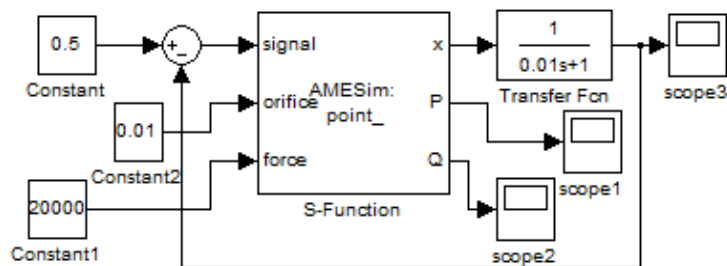 0.5
+
-
Constant
0.01
Constant2
20000
Constant1
signal
orifice
force
AMESim:
point_
x
P
Q
S-Function
1
0.01s+1
Transfer Fcn
scope3
scope1
scope2